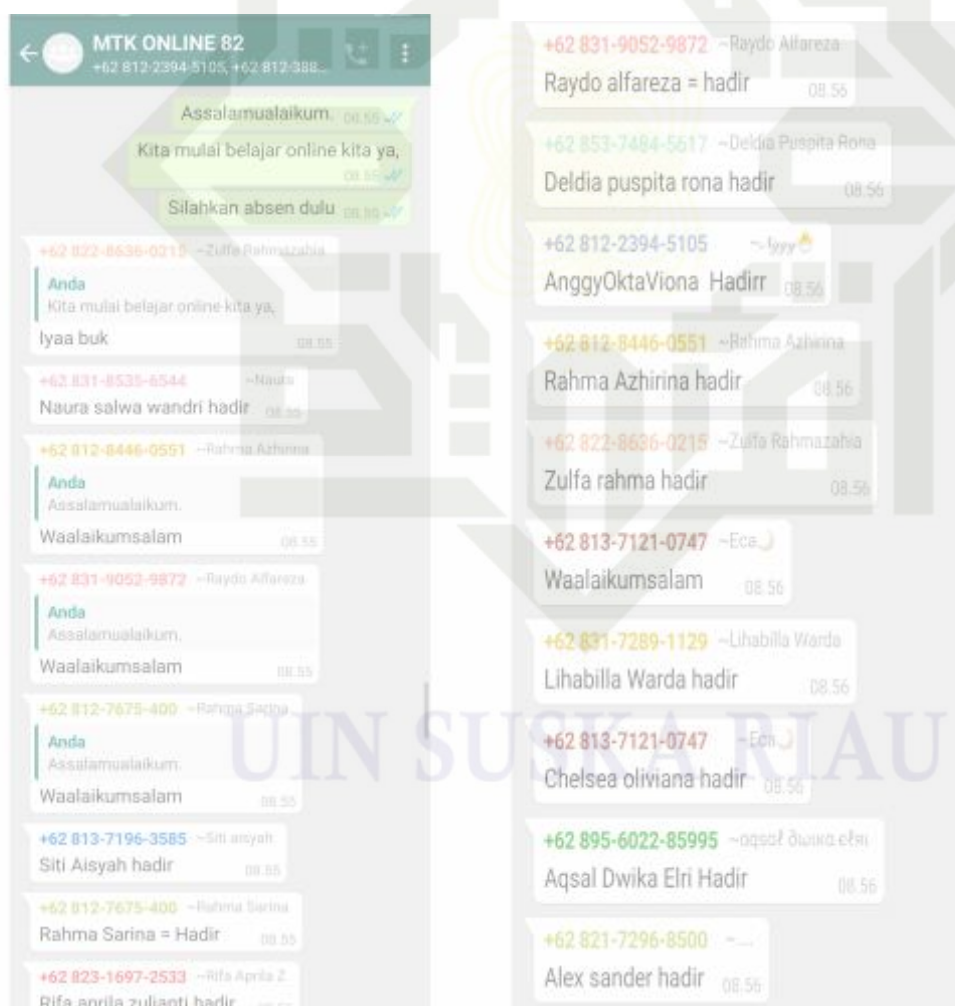 MTK ONLINE 82
+62 812-2394-5105, +62 812-388...
Assalamualaikum. 08.55
Kita mulai belajar online kita ya,
08.55
Silahkan absen dulu 08.55
+62 822-8636-0215 ~Zulfa Rahmazahia
Anda
Kita mulai belajar online kita ya,
Iyaa buk 08.55
+62 831-8535-6544 ~Naura
Naura salwa wandri hadir 08.55
+62 812-8446-0551 ~Rahma Azhirina
Anda
Assalamualaikum.
Waalaikumsalam 08.55
+62 831-9052-9872 ~Raydo Alfareza
Anda
Assalamualaikum.
Waalaikumsalam 08.55
+62 812-7675-400 ~Rahma Sarina
Anda
Assalamualaikum.
Waalaikumsalam 08.55
+62 813-7196-3585 ~Siti aisyah
Siti Aisyah hadir 08.55
+62 812-7675-400 ~Rahma Sarina
Rahma Sarina = Hadir 08.55
+62 823-1697-2533 ~Rifa Aprila Z
Rifa aprila zulianti hadir
+62 831-9052-9872 ~Raydo Alfareza
Raydo alfareza = hadir 08.56
+62 853-7484-5617 ~Deldia Puspita Rona
Deldia puspita rona hadir 08.56
+62 812-2394-5105
AnggyOktaViona Hadirr 08.56
+62 812-8446-0551 ~Rahma Azhirina
Rahma Azhirina hadir 08.56
+62 822-8636-0215 ~Zulfa Rahmazahia
Zulfa rahma hadir 08.56
+62 813-7121-0747 ~Eca🌙
Waalaikumsalam 08.56
+62 831-7289-1129 ~Lihabilla Warda
Lihabilla Warda hadir 08.56
+62 813-7121-0747 ~Eca🌙
Chelsea oliviana hadir 08.56
+62 895-6022-85995
Aqsal Dwika Elri Hadir 08.56
+62 821-7296-8500 ~...
Alex sander hadir 08.56
UIN SUSKA RIAU